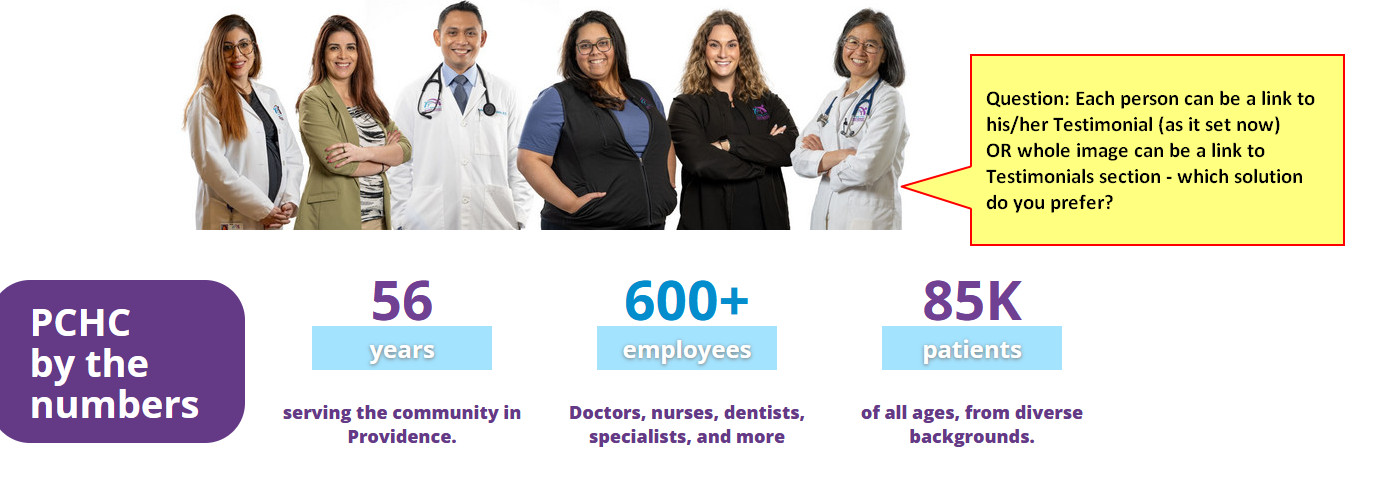 Question: Each person can be a link to
his/her Testimonial (as it set now)
OR whole image can be a link to
Testimonials section - which solution
do you prefer?
PCHC
by the
numbers
56
years
serving the community in
Providence.
600+
employees
Doctors, nurses, dentists,
specialists, and more
85K
patients
of all ages, from diverse
backgrounds.